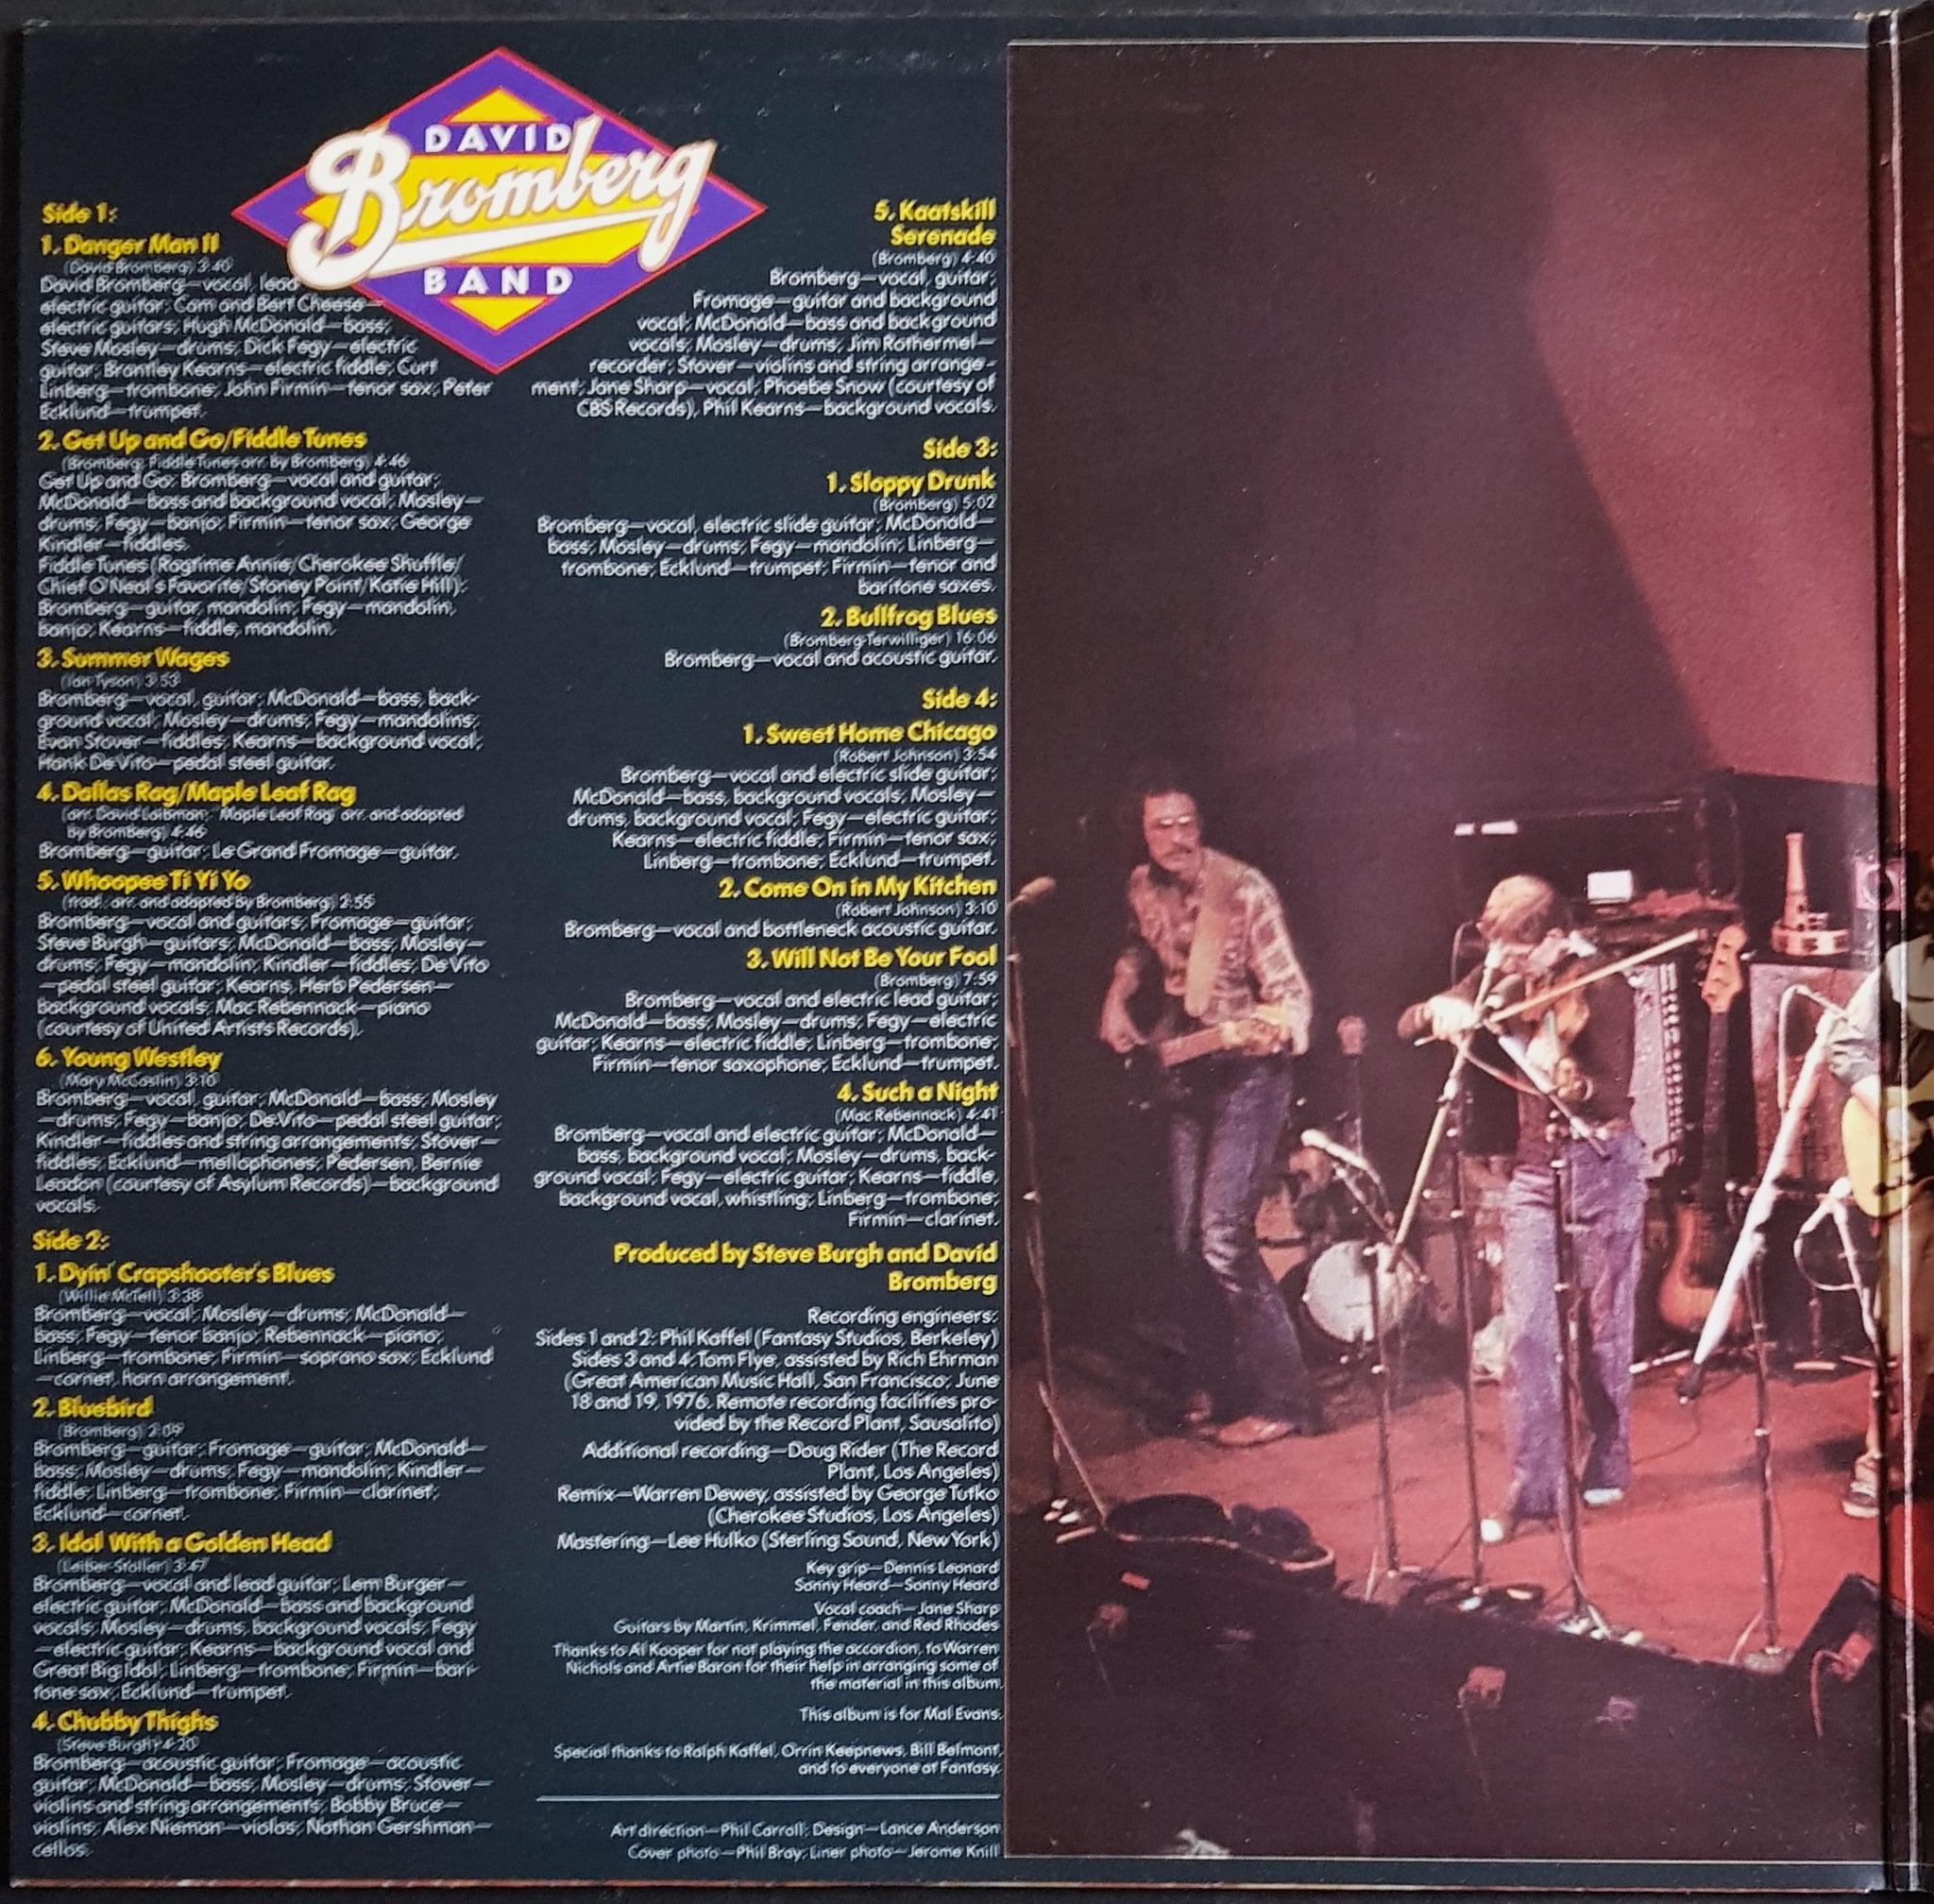 DAVID
Bromberg
BAND
Side 1:
1. Danger Man II
(David Bromberg) 3:40
David Bromberg—vocal, lead
electric guitar; Cam and Bert Cheese—
electric guitars; Hugh McDonald—bass;
Steve Mosley—drums; Dick Fegy—electric
guitar; Brantley Kearns—electric fiddle; Curt
Linberg—trombone; John Firmin—tenor sax; Peter
Ecklund—trumpet.
2. Get Up and Go/Fiddle Tunes
(Bromberg; Fiddle Tunes arr. by Bromberg) 4:46
Get Up and Go: Bromberg—vocal and guitar;
McDonald—bass and background vocal; Mosley—
drums; Fegy—banjo; Firmin—tenor sax; George
Kindler—fiddles.
Fiddle Tunes (Ragtime Annie/Cherokee Shuffle/
Chief O'Neal's Favorite/Stoney Point/Katie Hill):
Bromberg—guitar, mandolin; Fegy—mandolin,
banjo; Kearns—fiddle, mandolin.
3. Summer Wages
(Ian Tyson) 3:53
Bromberg—vocal, guitar; McDonald—bass, back-
ground vocal; Mosley—drums; Fegy—mandolins;
Evan Stover—fiddles; Kearns—background vocal;
Hank DeVito—pedal steel guitar.
4. Dallas Rag/Maple Leaf Rag
(arr. David Laibman; "Maple Leaf Rag" arr. and adapted
by Bromberg) 4:46
Bromberg—guitar; Le Grand Fromage—guitar.
5. Whoopee Ti Yi Yo
(trad., arr. and adapted by Bromberg) 2:55
Bromberg—vocal and guitars; Fromage—guitar;
Steve Burgh—guitars; McDonald—bass; Mosley—
drums; Fegy—mandolin; Kindler—fiddles; DeVito
—pedal steel guitar; Kearns, Herb Pedersen—
background vocals; Mac Rebennack—piano
(courtesy of United Artists Records).
6. Young Westley
(Mary McCaslin) 3:10
Bromberg—vocal, guitar; McDonald—bass; Mosley
—drums; Fegy—banjo; DeVito—pedal steel guitar;
Kindler—fiddles and string arrangements; Stover—
fiddles; Ecklund—mellophones; Pedersen, Bernie
Leadon (courtesy of Asylum Records)—background
vocals.
Side 2:
1. Dyin' Crapshooter's Blues
(Willie McTell) 3:38
Bromberg—vocal; Mosley—drums; McDonald—
bass; Fegy—tenor banjo; Rebennack—piano;
Linberg—trombone; Firmin—soprano sax; Ecklund
—cornet, horn arrangement.
2. Bluebird
(Bromberg) 2:09
Bromberg—guitar; Fromage—guitar; McDonald—
bass; Mosley—drums; Fegy—mandolin; Kindler—
fiddle; Linberg—trombone; Firmin—clarinet;
Ecklund—cornet.
3. Idol With a Golden Head
(Leiber-Stoller) 3:47
Bromberg—vocal and lead guitar; Lem Burger—
electric guitar; McDonald—bass and background
vocals; Mosley—drums, background vocals; Fegy
—electric guitar; Kearns—background vocal and
Great Big Idol; Linberg—trombone; Firmin—bari-
tone sax; Ecklund—trumpet.
4. Chubby Thighs
(Steve Burgh) 4:20
Bromberg—acoustic guitar; Fromage—acoustic
guitar; McDonald—bass; Mosley—drums; Stover—
violins and string arrangements; Bobby Bruce—
violins; Alex Nieman—violas; Nathan Gershman—
cellos.
5. Kaatskill
Serenade
(Bromberg) 4:40
Bromberg—vocal, guitar;
Fromage—guitar and background
vocal; McDonald—bass and background
vocals; Mosley—drums; Jim Rothermel—
recorder; Stover—violins and string arrange-
ment; Jane Sharp—vocal; Phoebe Snow (courtesy of
CBS Records), Phil Kearns—background vocals.
Side 3:
1. Sloppy Drunk
(Bromberg) 5:02
Bromberg—vocal, electric slide guitar; McDonald—
bass; Mosley—drums; Fegy—mandolin; Linberg—
trombone; Ecklund—trumpet; Firmin—tenor and
baritone saxes.
2. Bullfrog Blues
(Bromberg-Terwilliger) 16:06
Bromberg—vocal and acoustic guitar.
Side 4:
1. Sweet Home Chicago
(Robert Johnson) 3:54
Bromberg—vocal and electric slide guitar;
McDonald—bass, background vocals; Mosley—
drums, background vocal; Fegy—electric guitar;
Kearns—electric fiddle; Firmin—tenor sax;
Linberg—trombone; Ecklund—trumpet.
2. Come On in My Kitchen
(Robert Johnson) 3:10
Bromberg—vocal and bottleneck acoustic guitar.
3. Will Not Be Your Fool
(Bromberg) 7:59
Bromberg—vocal and electric lead guitar;
McDonald—bass; Mosley—drums; Fegy—electric
guitar; Kearns—electric fiddle; Linberg—trombone;
Firmin—tenor saxophone; Ecklund—trumpet.
4. Such a Night
(Mac Rebennack) 4:41
Bromberg—vocal and electric guitar; McDonald—
bass, background vocal; Mosley—drums, back-
ground vocal; Fegy—electric guitar; Kearns—fiddle,
background vocal, whistling; Linberg—trombone;
Firmin—clarinet.
Produced by Steve Burgh and David
Bromberg
Recording engineers:
Sides 1 and 2: Phil Kaffel (Fantasy Studios, Berkeley)
Sides 3 and 4: Tom Flye, assisted by Rich Ehrman
(Great American Music Hall, San Francisco; June
18 and 19, 1976. Remote recording facilities pro-
vided by the Record Plant, Sausalito)
Additional recording—Doug Rider (The Record
Plant, Los Angeles)
Remix—Warren Dewey, assisted by George Tutko
(Cherokee Studios, Los Angeles)
Mastering—Lee Hulko (Sterling Sound, New York)
Key grip—Dennis Leonard
Sonny Heard—Sonny Heard
Vocal coach—Jane Sharp
Guitars by Martin, Krimmel, Fender, and Red Rhodes
Thanks to Al Kooper for not playing the accordion, to Warren
Nichols and Artie Baron for their help in arranging some of
the material in this album.
This album is for Mal Evans.
Special thanks to Ralph Kaffel, Orrin Keepnews, Bill Belmont,
and to everyone at Fantasy.
Art direction—Phil Carroll; Design—Lance Anderson
Cover photo—Phil Bray; Liner photo—Jerome Knill